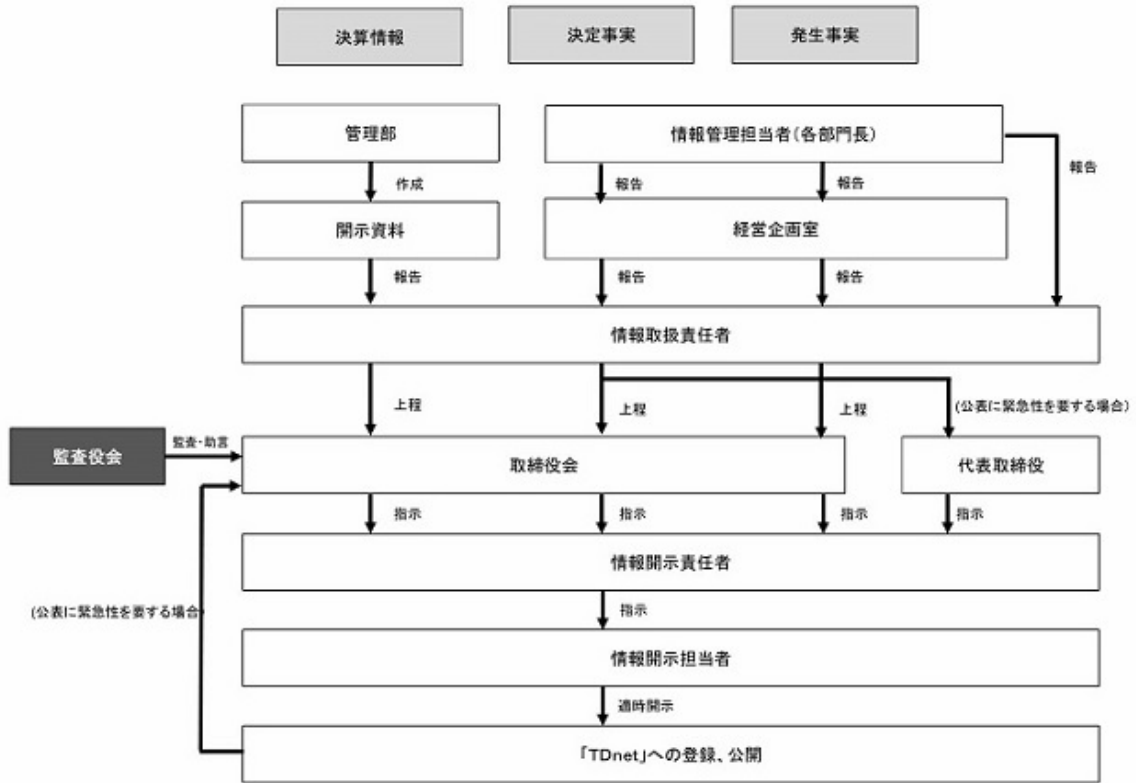 決算情報
決定事実
発生事実
管理部
情報管理担当者(各部門長)
作成
報告
報告
報告
開示資料
経営企画室
報告
報告
報告
情報取扱責任者
上程
上程
上程
(公表に緊急性を要する場合)
監査役会
監査・助言
取締役会
代表取締役
指示
指示
指示
指示
情報開示責任者
(公表に緊急性を要する場合
指示
情報開示担当者
適時開示
「TDnet」への登録、公開